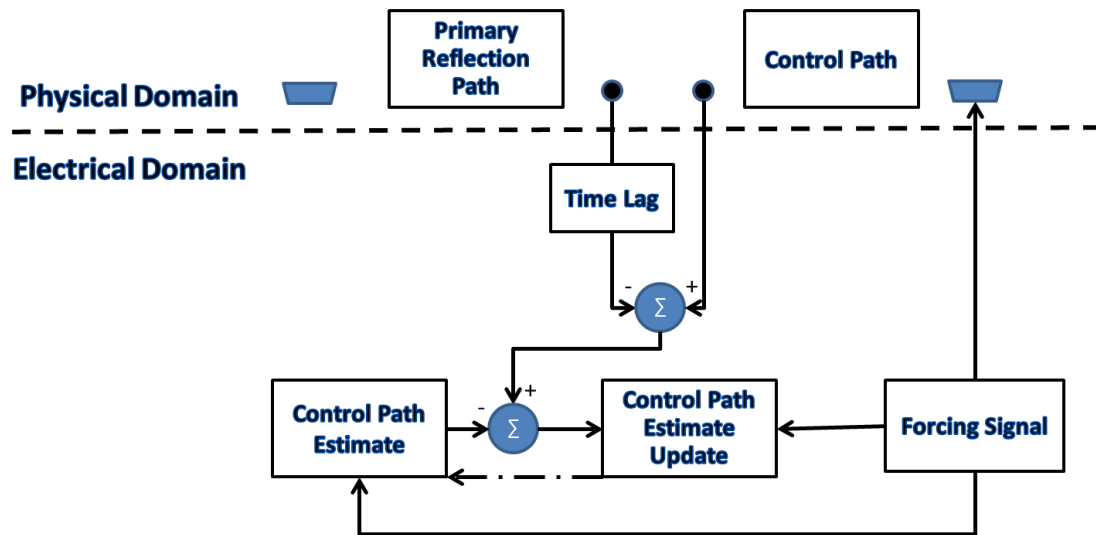 Primary
Reflection
Path
Control Path
Physical Domain
Electrical Domain
Time Lag
-
+
Σ
Control Path
Estimate
-
+
Σ
Control Path
Estimate
Update
Forcing Signal